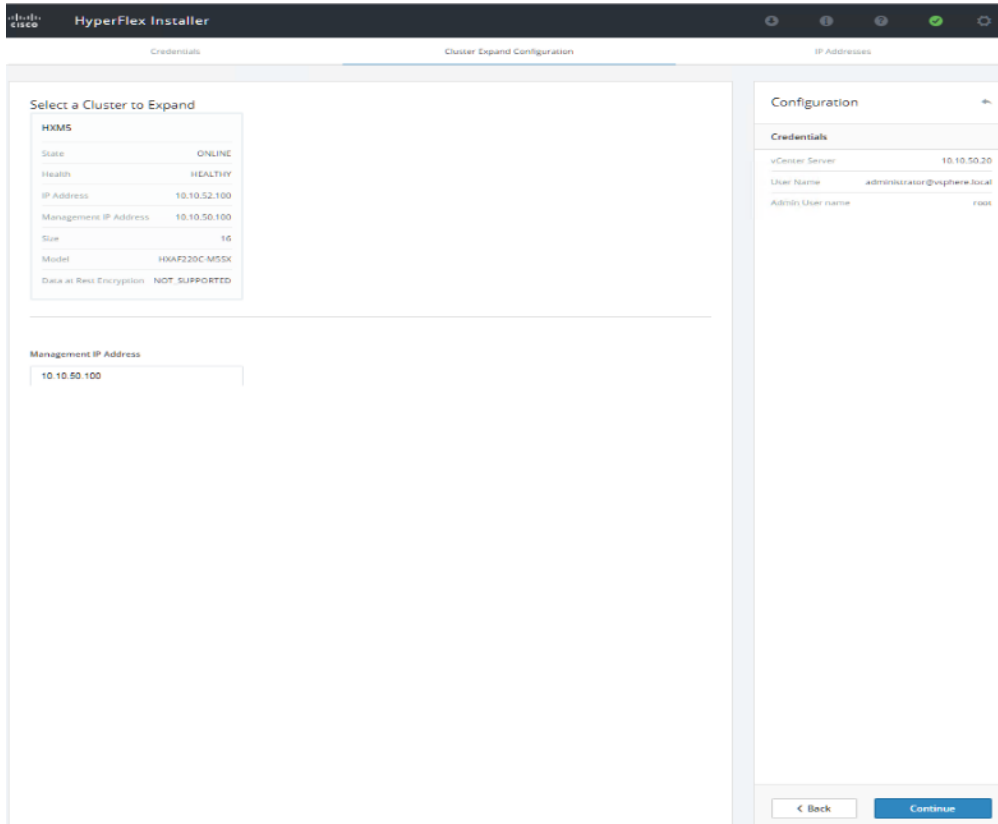 CISCO HyperFlex Installer
Credentials Cluster Expand Configuration IP Addresses
Select a Cluster to Expand
HXM5
State ONLINE
Health HEALTHY
IP Address 10.10.52.100
Management IP Address 10.10.50.100
Size 16
Model HXAF220C-M5SX
Data at Rest Encryption NOT_SUPPORTED
Management IP Address
10.10.50.100
Configuration
Credentials
vCenter Server 10.10.50.20
User Name administrator@vsphere.local
Admin User name root
< Back Continue